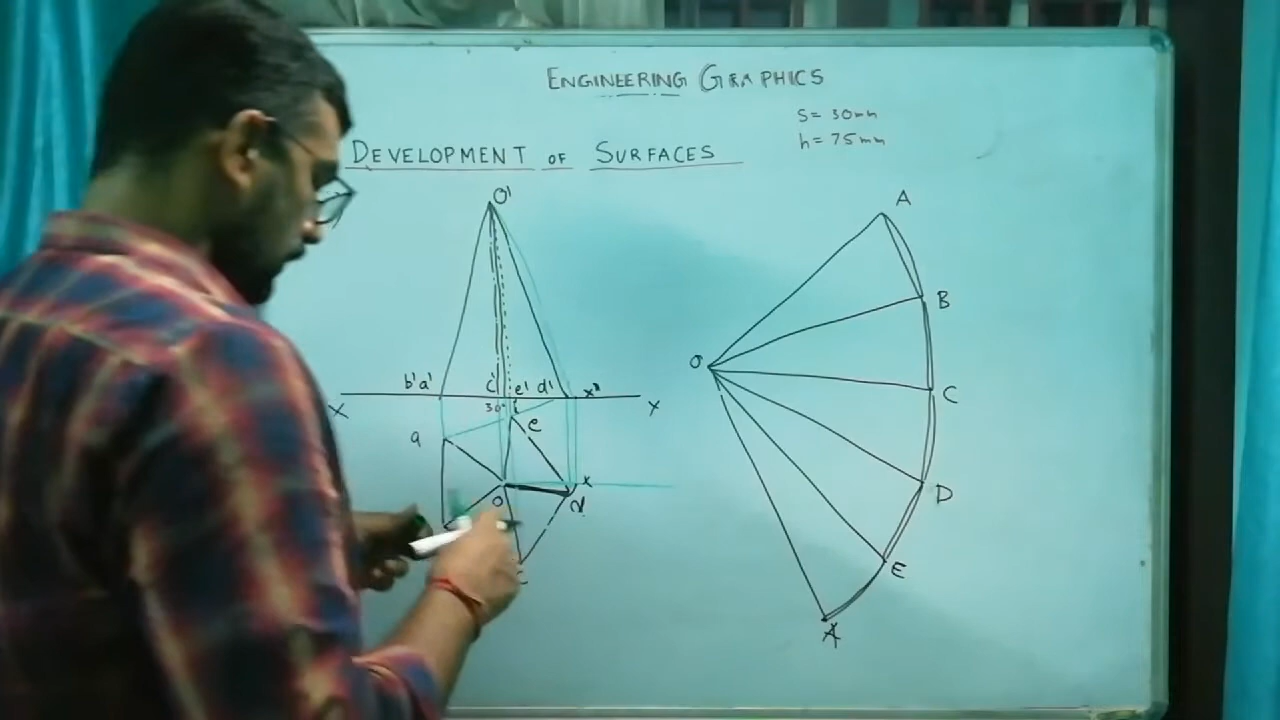 ENGINEERING GRAPHICS
S = 30mm
h = 75mm
DEVELOPMENT OF SURFACES
O'
A
B
O
b' a' c' e' d' x'
C
X 30° Y
a e
x
o d
D
c
E
A